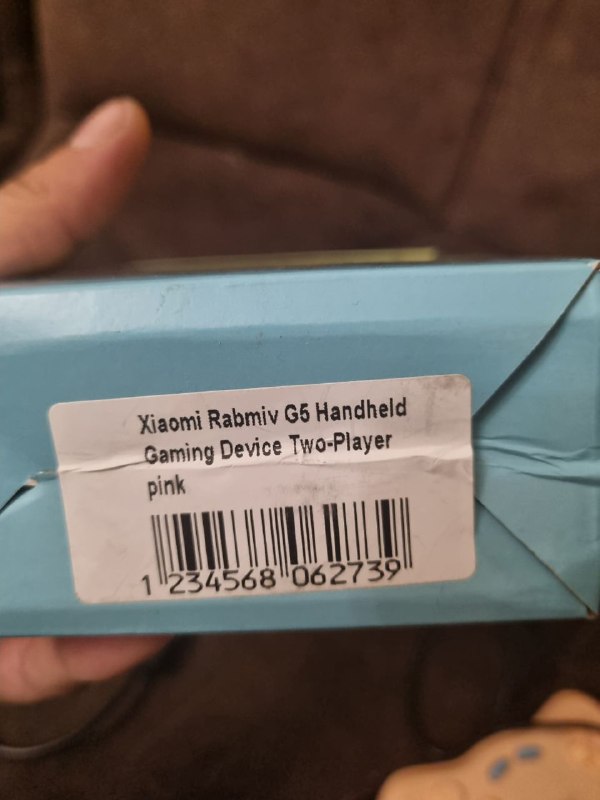 Xiaomi Rabmiv G5 Handheld
Gaming Device Two-Player
pink
1 234568 062739